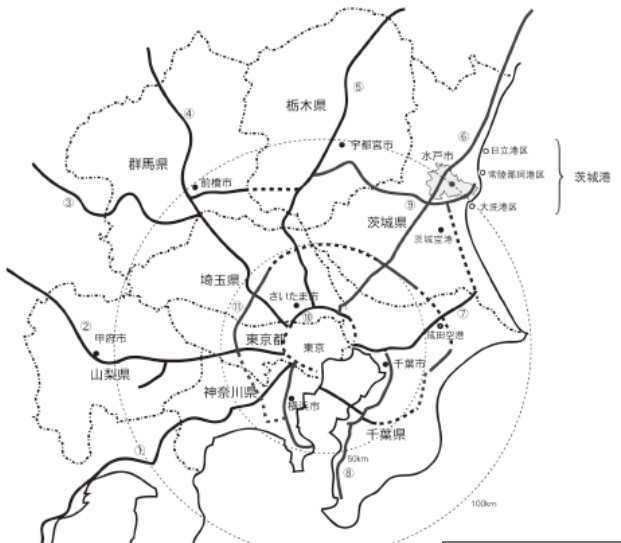 ⑤
④
栃木県
⑥
宇都宮市
水戸市
日立港区
群馬県
前橋市
常陸那珂港区
茨城港
③
⑨
大洗港区
茨城県
茨城空港
埼玉県
さいたま市
⑪
⑩
⑦
②
甲府市
東京都
東京
成田空港
山梨県
千葉市
神奈川県
横浜市
千葉県
①
50km
⑧
100km